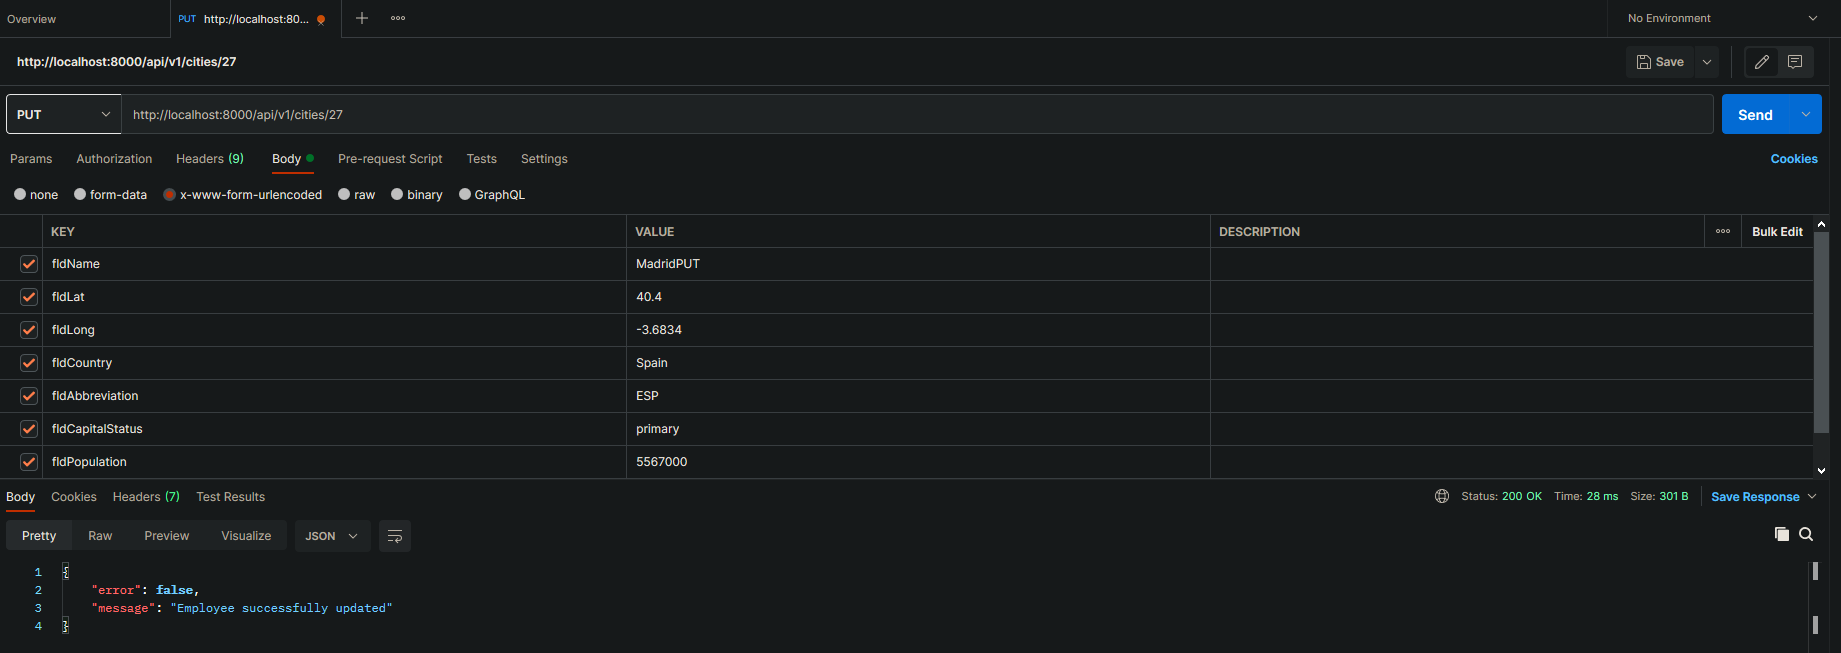 Overview
PUT http://localhost:80...
No Environment
http://localhost:8000/api/v1/cities/27
Save
PUT
http://localhost:8000/api/v1/cities/27
Send
Params Authorization Headers (9) Body Pre-request Script Tests Settings
Cookies
none form-data x-www-form-urlencoded raw binary GraphQL
KEY VALUE DESCRIPTION Bulk Edit
fldName MadridPUT
fldLat 40.4
fldLong -3.6834
fldCountry Spain
fldAbbreviation ESP
fldCapitalStatus primary
fldPopulation 5567000
Body Cookies Headers (7) Test Results
Status: 200 OK Time: 28 ms Size: 301 B Save Response
Pretty Raw Preview Visualize JSON
1 {
2 "error": false,
3 "message": "Employee successfully updated"
4 }